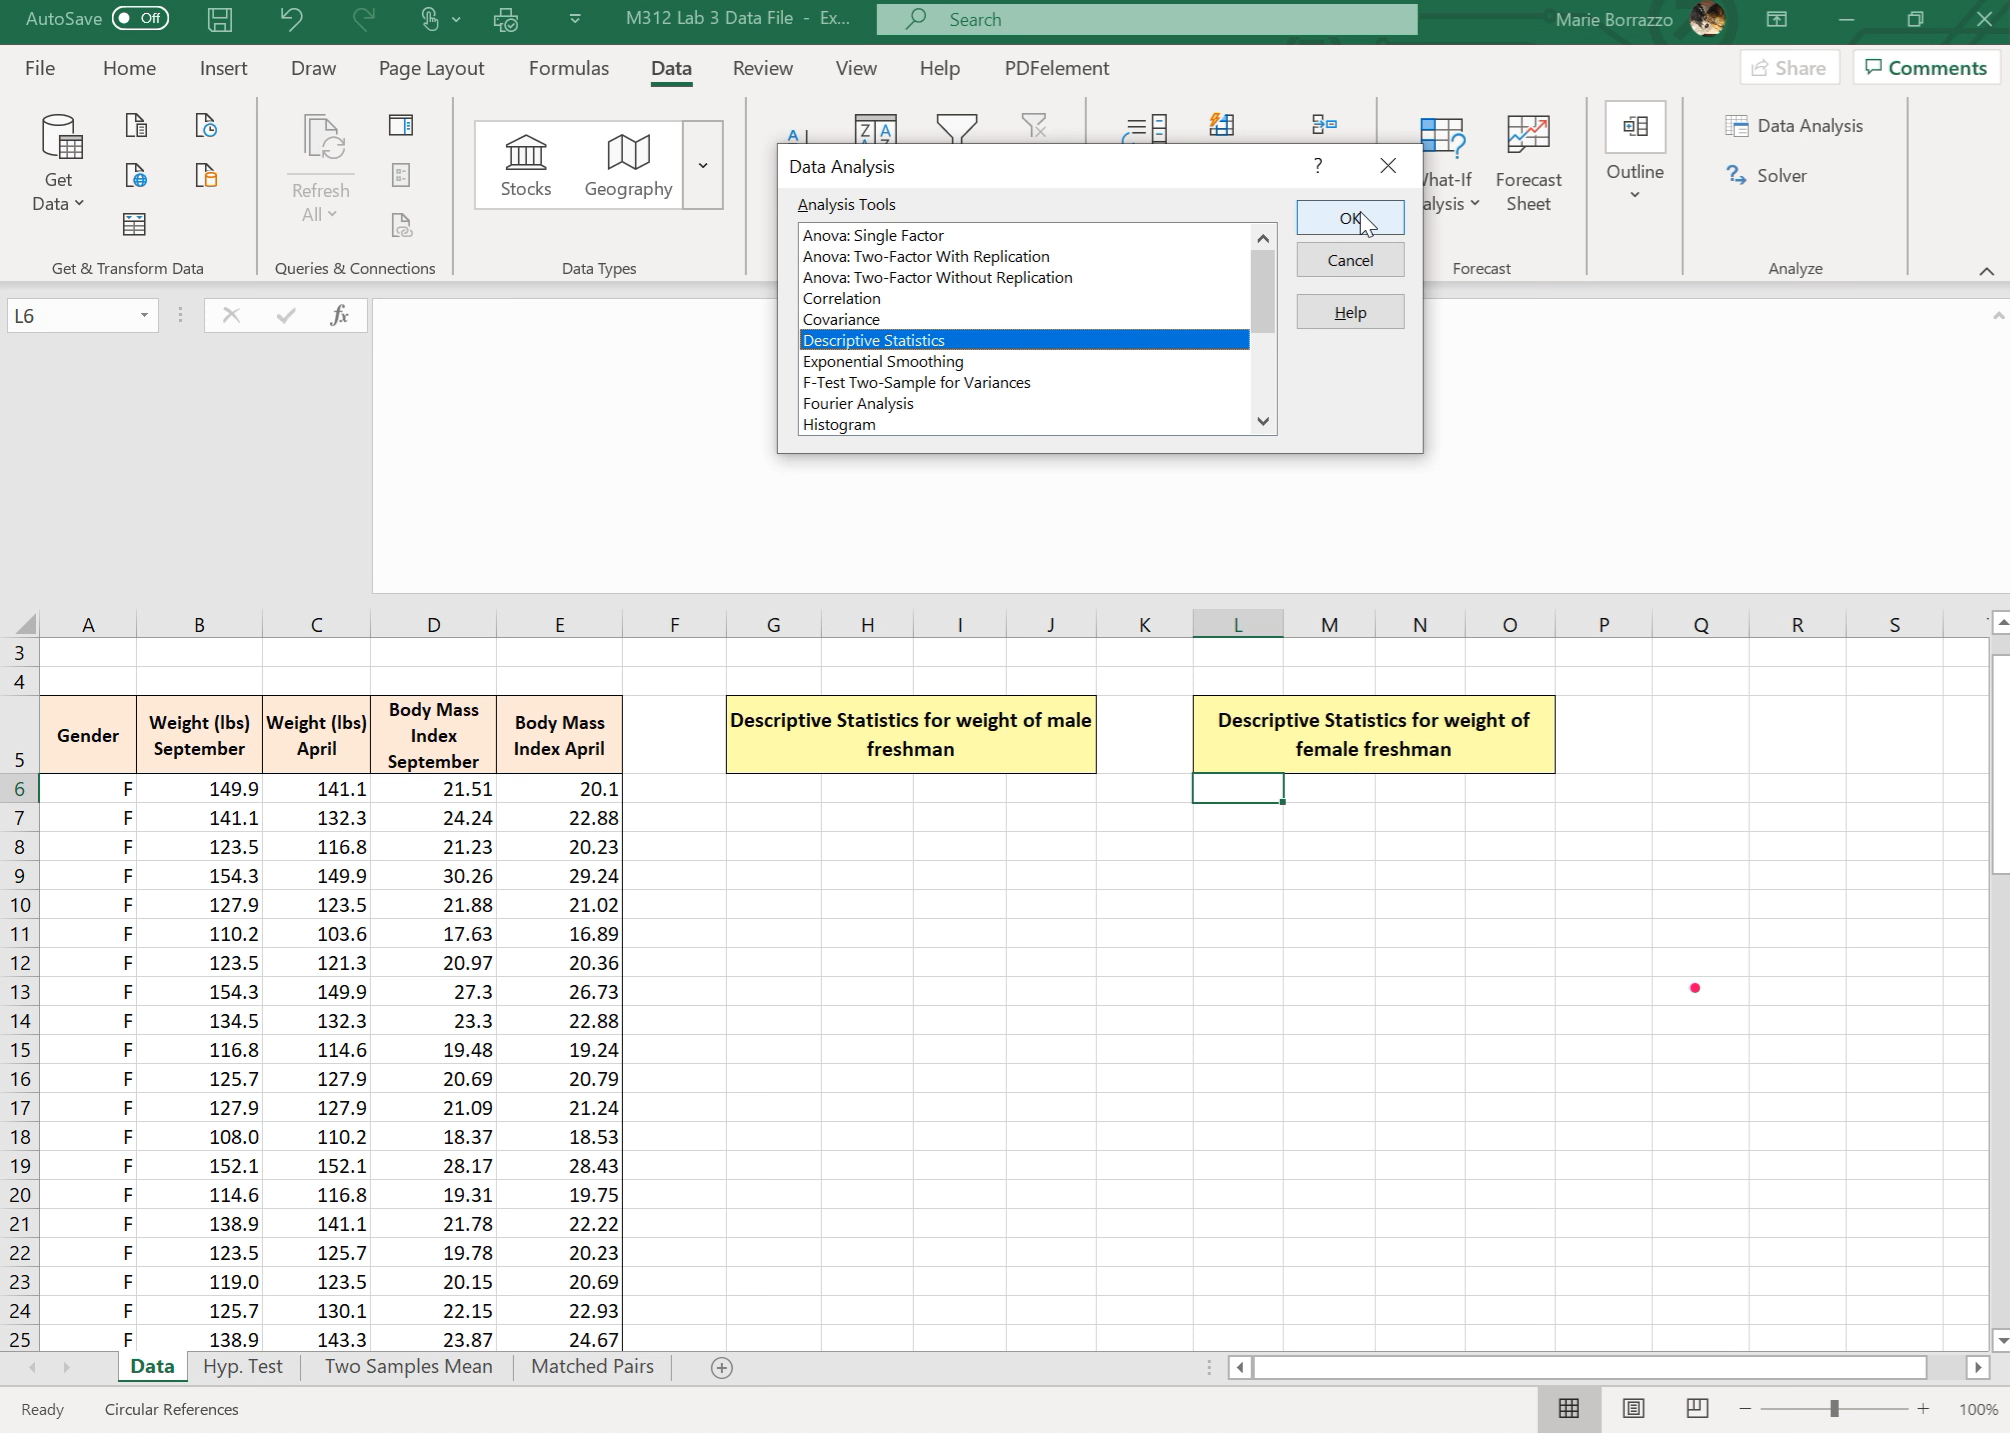 AutoSave Off M312 Lab 3 Data File - Ex... Search Marie Borrazzo
File Home Insert Draw Page Layout Formulas Data Review View Help PDFelement Share Comments
Get Data
Refresh All
Stocks Geography
What-If
Forecast Sheet
Outline
Data Analysis
Solver
Get & Transform Data Queries & Connections Data Types Forecast Analyze
Data Analysis ?
Analysis Tools
Anova: Single Factor
Anova: Two-Factor With Replication
Anova: Two-Factor Without Replication
Correlation
Covariance
Descriptive Statistics
Exponential Smoothing
F-Test Two-Sample for Variances
Fourier Analysis
Histogram
OK
Cancel
Help
L6 fx
A B C D E F G H I J K L M N O P Q R S
3
4
5 Gender Weight (lbs) September Weight (lbs) April Body Mass Index September Body Mass Index April Descriptive Statistics for weight of male freshman Descriptive Statistics for weight of female freshman
6 F 149.9 141.1 21.51 20.1
7 F 141.1 132.3 24.24 22.88
8 F 123.5 116.8 21.23 20.23
9 F 154.3 149.9 30.26 29.24
10 F 127.9 123.5 21.88 21.02
11 F 110.2 103.6 17.63 16.89
12 F 123.5 121.3 20.97 20.36
13 F 154.3 149.9 27.3 26.73
14 F 134.5 132.3 23.3 22.88
15 F 116.8 114.6 19.48 19.24
16 F 125.7 127.9 20.69 20.79
17 F 127.9 127.9 21.09 21.24
18 F 108.0 110.2 18.37 18.53
19 F 152.1 152.1 28.17 28.43
20 F 114.6 116.8 19.31 19.75
21 F 138.9 141.1 21.78 22.22
22 F 123.5 125.7 19.78 20.23
23 F 119.0 123.5 20.15 20.69
24 F 125.7 130.1 22.15 22.93
25 F 138.9 143.3 23.87 24.67
Data Hyp. Test Two Samples Mean Matched Pairs
Ready Circular References 100%